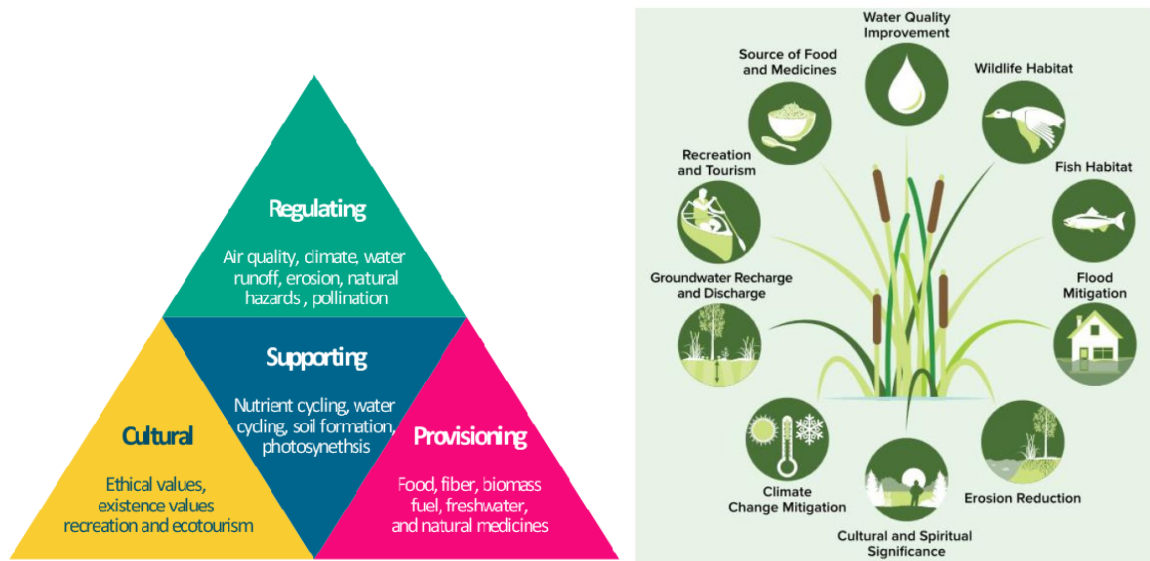 Regulating
Air quality, climate, water
runoff, erosion, natural
hazards , pollination
Supporting
Nutrient cycling, water
cycling, soil formation,
photosynethsis
Cultural
Ethical values,
existence values
recreation and ecotourism
Provisioning
Food, fiber, biomass
fuel, freshwater,
and natural medicines
Water Quality
Improvement
Source of Food
and Medicines
Wildlife Habitat
Recreation
and Tourism
Fish Habitat
Groundwater Recharge
and Discharge
Flood
Mitigation
Climate
Change Mitigation
Erosion Reduction
Cultural and Spiritual
Significance